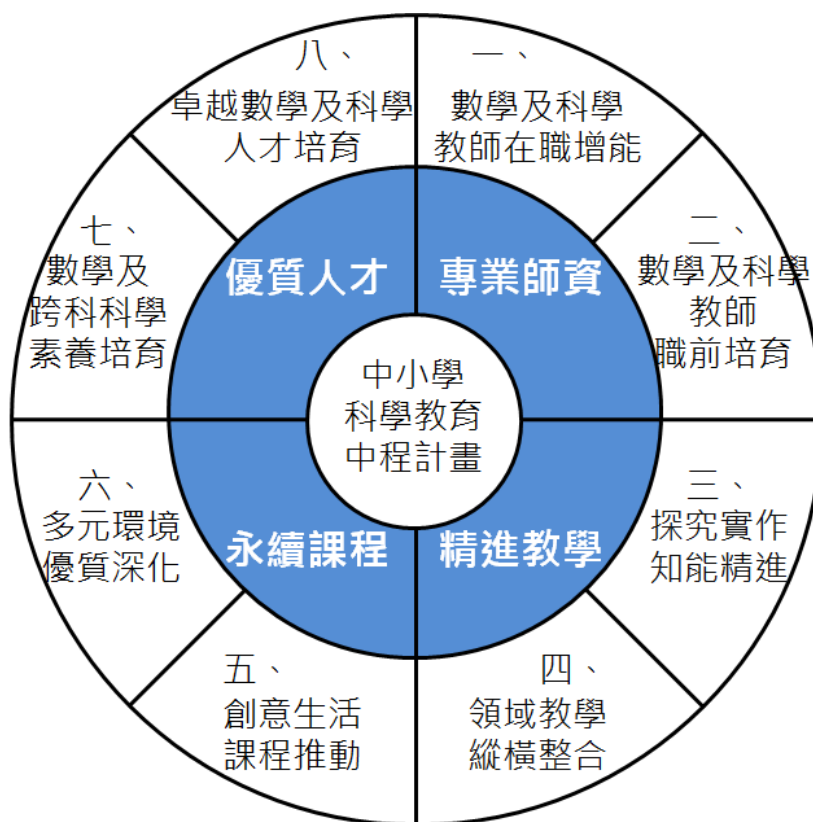 中小學
科學教育
中程計畫
專業師資
精進教學
永續課程
優質人才
一、
數學及科學
教師在職增能
二、
數學及科學
教師
職前培育
三、
探究實作
知能精進
四、
領域教學
縱橫整合
五、
創意生活
課程推動
六、
多元環境
優質深化
七、
數學及
跨科科學
素養培育
八、
卓越數學及科學
人才培育